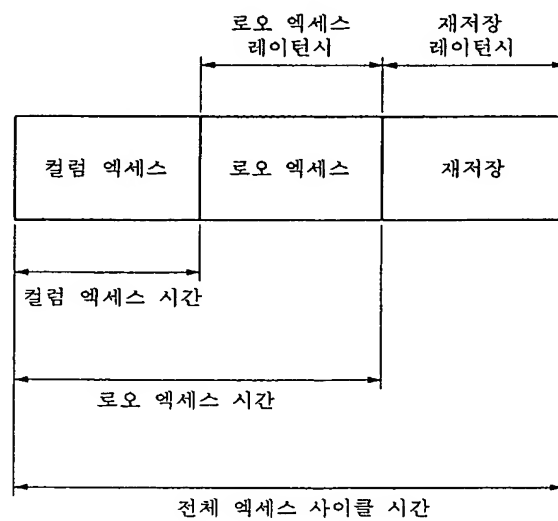 로오 엑세스
레이턴시
재저장
레이턴시
컬럼 엑세스
로오 엑세스
재저장
컬럼 엑세스 시간
로오 엑세스 시간
전체 엑세스 사이클 시간